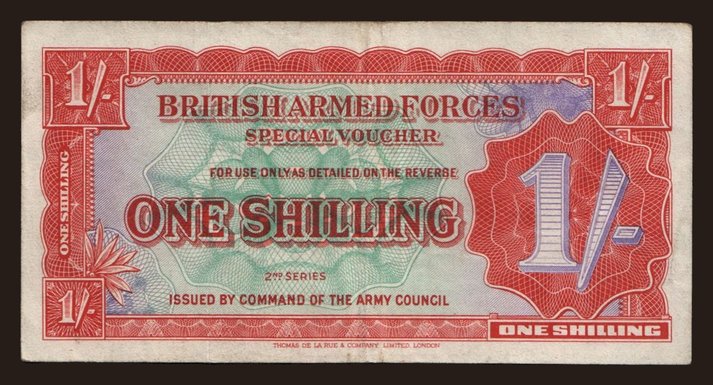 1/-
1/-
BRITISH ARMED FORCES
SPECIAL VOUCHER
FOR USE ONLY AS DETAILED ON THE REVERSE
ONE SHILLING
ONE SHILLING
1/-
2ND SERIES
ISSUED BY COMMAND OF THE ARMY COUNCIL
1/-
ONE SHILLING
THOMAS DE LA RUE & COMPANY, LIMITED, LONDON